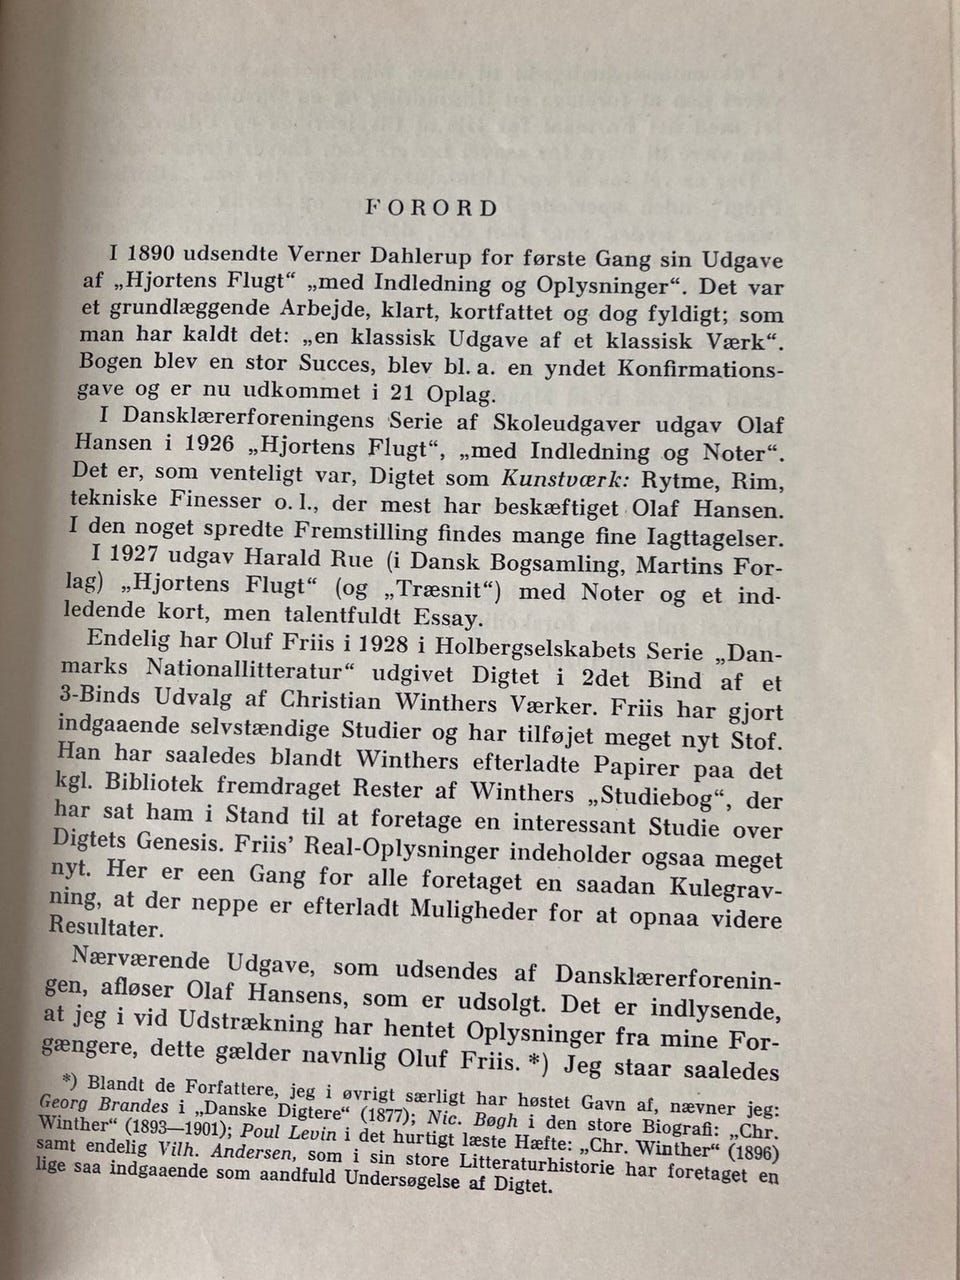 FORORD
I 1890 udsendte Verner Dahlerup for første Gang sin Udgave
af „Hjortens Flugt“ „med Indledning og Oplysninger“. Det var
et grundlæggende Arbejde, klart, kortfattet og dog fyldigt; som
man har kaldt det: „en klassisk Udgave af et klassisk Værk“.
Bogen blev en stor Succes, blev bl. a. en yndet Konfirmations-
gave og er nu udkommet i 21 Oplag.
I Dansklærerforeningens Serie af Skoleudgaver udgav Olaf
Hansen i 1926 „Hjortens Flugt“, „med Indledning og Noter“.
Det er, som venteligt var, Digtet som Kunstværk: Rytme, Rim,
tekniske Finesser o. l., der mest har beskæftiget Olaf Hansen.
I den noget spredte Fremstilling findes mange fine Iagttagelser.
I 1927 udgav Harald Rue (i Dansk Bogsamling, Martins For-
lag) „Hjortens Flugt“ (og „Træsnit“) med Noter og et ind-
ledende kort, men talentfuldt Essay.
Endelig har Oluf Friis i 1928 i Holbergselskabets Serie „Dan-
marks Nationallitteratur“ udgivet Digtet i 2det Bind af et
3-Binds Udvalg af Christian Winthers Værker. Friis har gjort
indgaaende selvstændige Studier og har tilføjet meget nyt Stof.
Han har saaledes blandt Winthers efterladte Papirer paa det
kgl. Bibliotek fremdraget Rester af Winthers „Studiebog“, der
har sat ham i Stand til at foretage en interessant Studie over
Digtets Genesis. Friis’ Real-Oplysninger indeholder ogsaa meget
nyt. Her er een Gang for alle foretaget en saadan Kulegrav-
ning, at der neppe er efterladt Muligheder for at opnaa videre
Resultater.
Nærværende Udgave, som udsendes af Dansklærerforenin-
gen, afløser Olaf Hansens, som er udsolgt. Det er indlysende,
at jeg i vid Udstrækning har hentet Oplysninger fra mine For-
gængere, dette gælder navnlig Oluf Friis. *) Jeg staar saaledes
*) Blandt de Forfattere, jeg i øvrigt særligt har høstet Gavn af, nævner jeg:
Georg Brandes i „Danske Digtere“ (1877); Nic. Bøgh i den store Biografi: „Chr.
Winther“ (1893—1901); Poul Levin i det hurtigt læste Hæfte: „Chr. Winther“ (1896)
samt endelig Vilh. Andersen, som i sin store Litteraturhistorie har foretaget en
lige saa indgaaende som aandfuld Undersøgelse af Digtet.